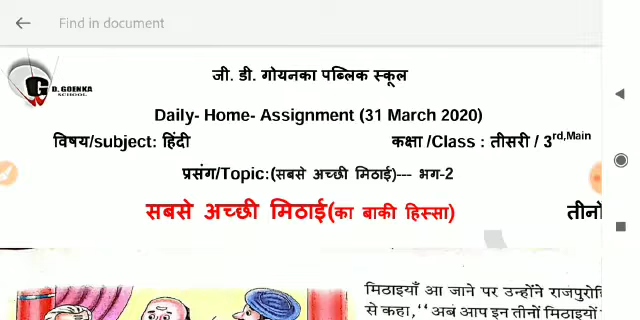 Find in document
जी. डी. गोयनका पब्लिक स्कूल
D. GOENKA
SCHOOL
Daily- Home- Assignment (31 March 2020)
विषय/subject: हिंदी कक्षा /Class : तीसरी / 3rd,Main
प्रसंग/Topic:(सबसे अच्छी मिठाई)--- भग-2
सबसे अच्छी मिठाई(का बाकी हिस्सा) तीनों
मिठाइयाँ आ जाने पर उन्होंने राजपुरोहि
से कहा,‘‘अब आप इन तीनों मिठाइयों